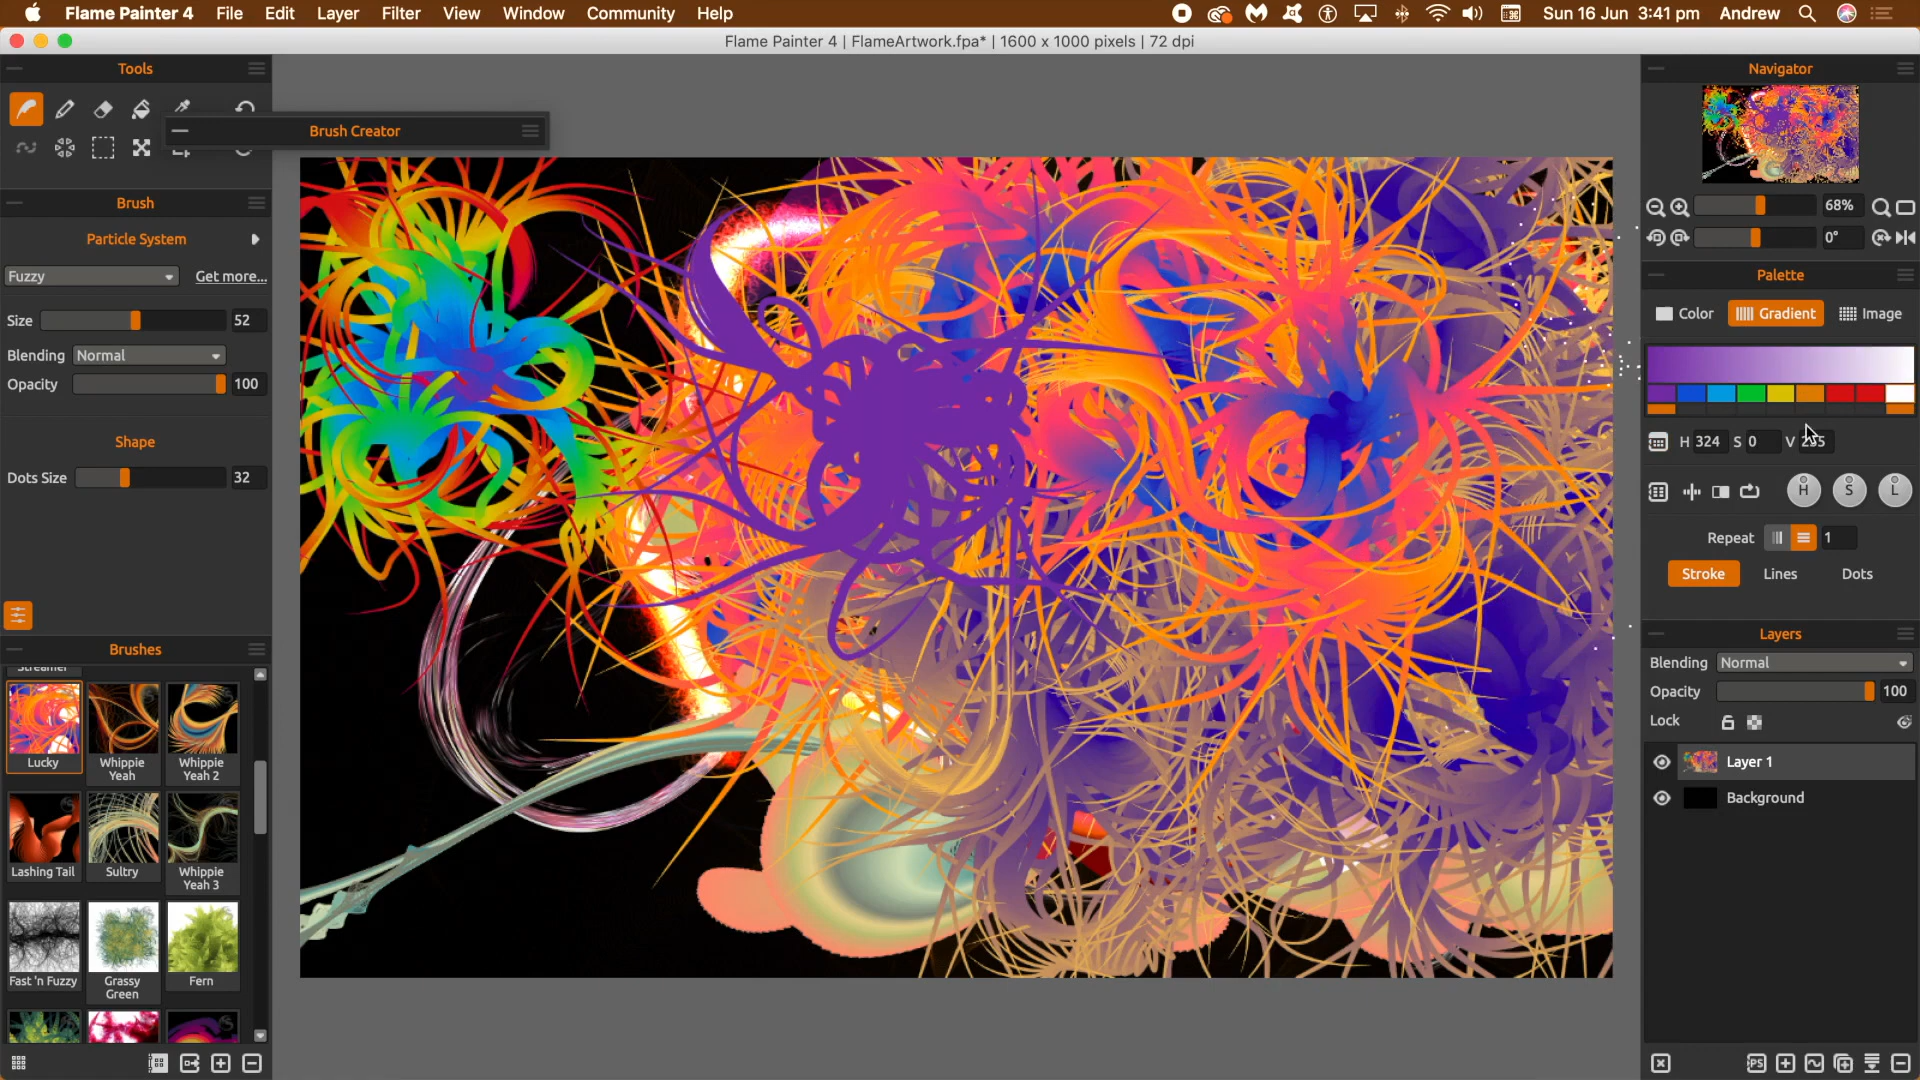 Flame Painter 4 File Edit Layer Filter View Window Community Help Sun 16 Jun 3:41 pm Andrew
Flame Painter 4 | FlameArtwork.fpa* | 1600 x 1000 pixels | 72 dpi
Tools
Brush Creator
Brush
Particle System
Fuzzy Get more...
Size 52
Blending Normal
Opacity 100
Shape
Dots Size 32
Brushes
Streamer
Lucky
Whippie
Yeah
Whippie
Yeah 2
Lashing Tail
Sultry
Whippie
Yeah 3
Fast 'n Fuzzy
Grassy
Green
Fern
Navigator
68%
0°
Palette
Color Gradient Image
H 324 S 0 V 255
H S L
Repeat 1
Stroke Lines Dots
Layers
Blending Normal
Opacity 100
Lock
Layer 1
Background
PS